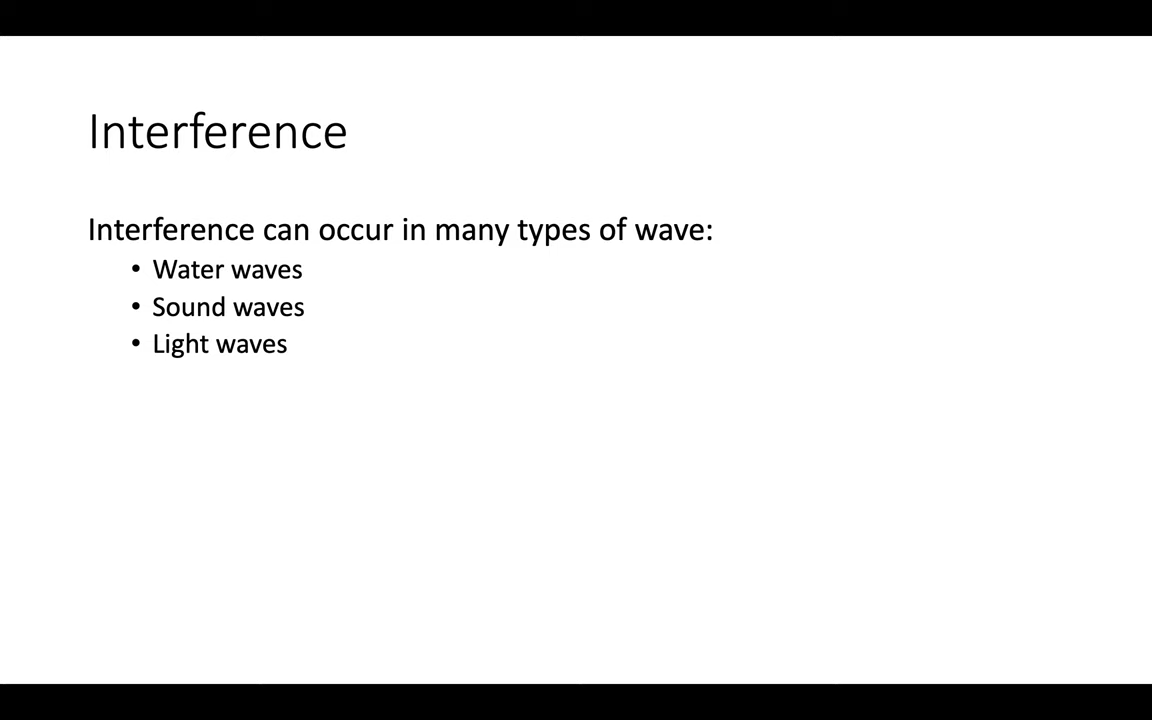 Interference
Interference can occur in many types of wave:
• Water waves
• Sound waves
• Light waves